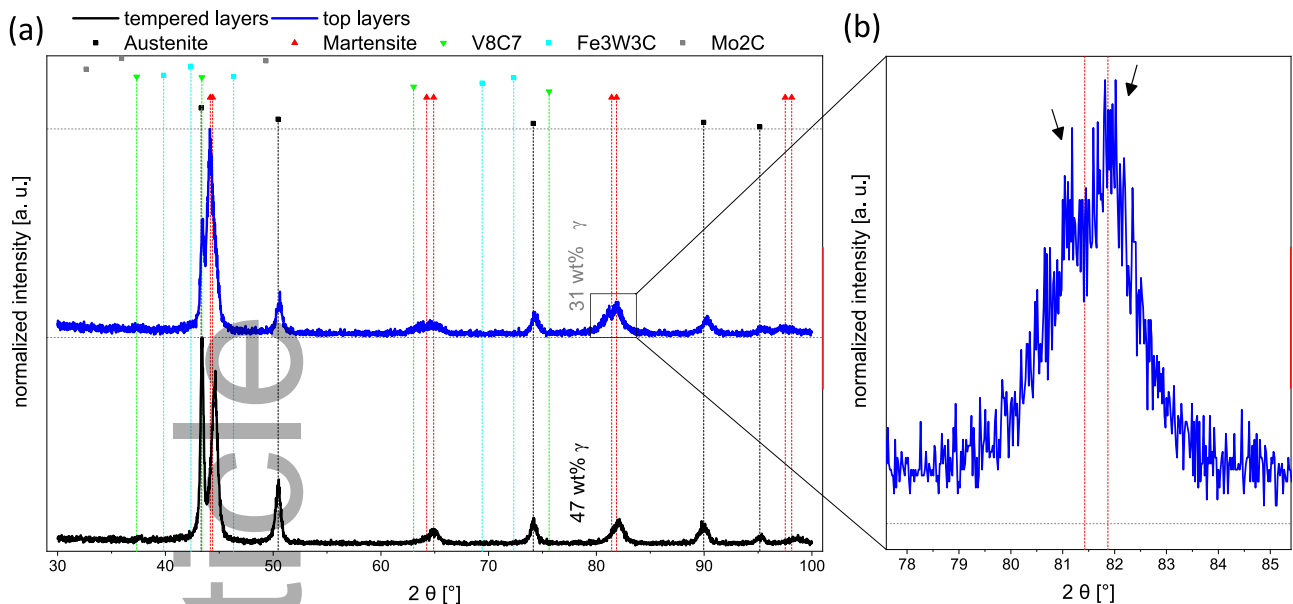 (a)
tempered layers
top layers
(b)
Austenite
Martensite
V8C7
Fe3W3C
Mo2C
normalized intensity [a. u.]
31 wt% γ
47 wt% γ
30 40 50 60 70 80 90 100
2 θ [°]
normalized intensity [a. u.]
78 79 80 81 82 83 84 85
2 θ [°]
ticle